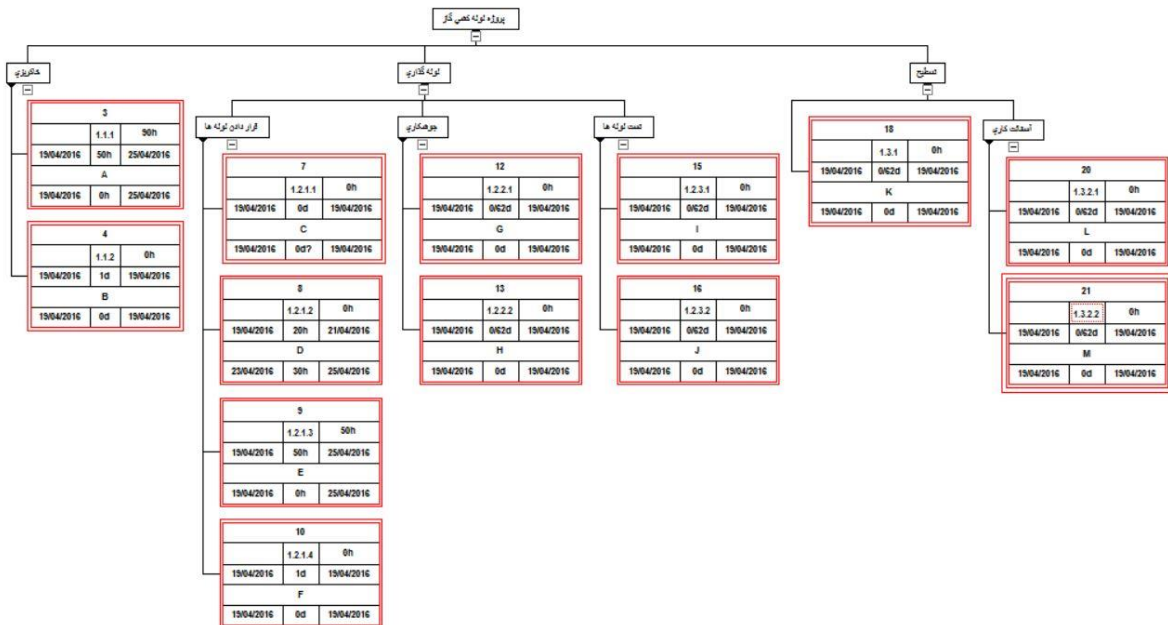 پروژه لوله کشي گاز
خاکريزي
لوله گذاري
تسطيح
قرار دادن لوله ها
جوشکاري
تست لوله ها
آسفالت کاري
3
1.1.1 90h
19/04/2016 50h 25/04/2016
A
19/04/2016 0h 25/04/2016
4
1.1.2 0h
19/04/2016 1d 19/04/2016
B
19/04/2016 0d 19/04/2016
7
1.2.1.1 0h
19/04/2016 0d 19/04/2016
C
19/04/2016 0d? 19/04/2016
8
1.2.1.2 0h
19/04/2016 20h 21/04/2016
D
23/04/2016 30h 25/04/2016
9
1.2.1.3 50h
19/04/2016 50h 25/04/2016
E
19/04/2016 0h 25/04/2016
10
1.2.1.4 0h
19/04/2016 1d 19/04/2016
F
19/04/2016 0d 19/04/2016
12
1.2.2.1 0h
19/04/2016 0/62d 19/04/2016
G
19/04/2016 0d 19/04/2016
13
1.2.2.2 0h
19/04/2016 0/62d 19/04/2016
H
19/04/2016 0d 19/04/2016
15
1.2.3.1 0h
19/04/2016 0/62d 19/04/2016
I
19/04/2016 0d 19/04/2016
16
1.2.3.2 0h
19/04/2016 0/62d 19/04/2016
J
19/04/2016 0d 19/04/2016
18
1.3.1 0h
19/04/2016 0/62d 19/04/2016
K
19/04/2016 0d 19/04/2016
20
1.3.2.1 0h
19/04/2016 0/62d 19/04/2016
L
19/04/2016 0d 19/04/2016
21
1.3.2.2 0h
19/04/2016 0/62d 19/04/2016
M
19/04/2016 0d 19/04/2016